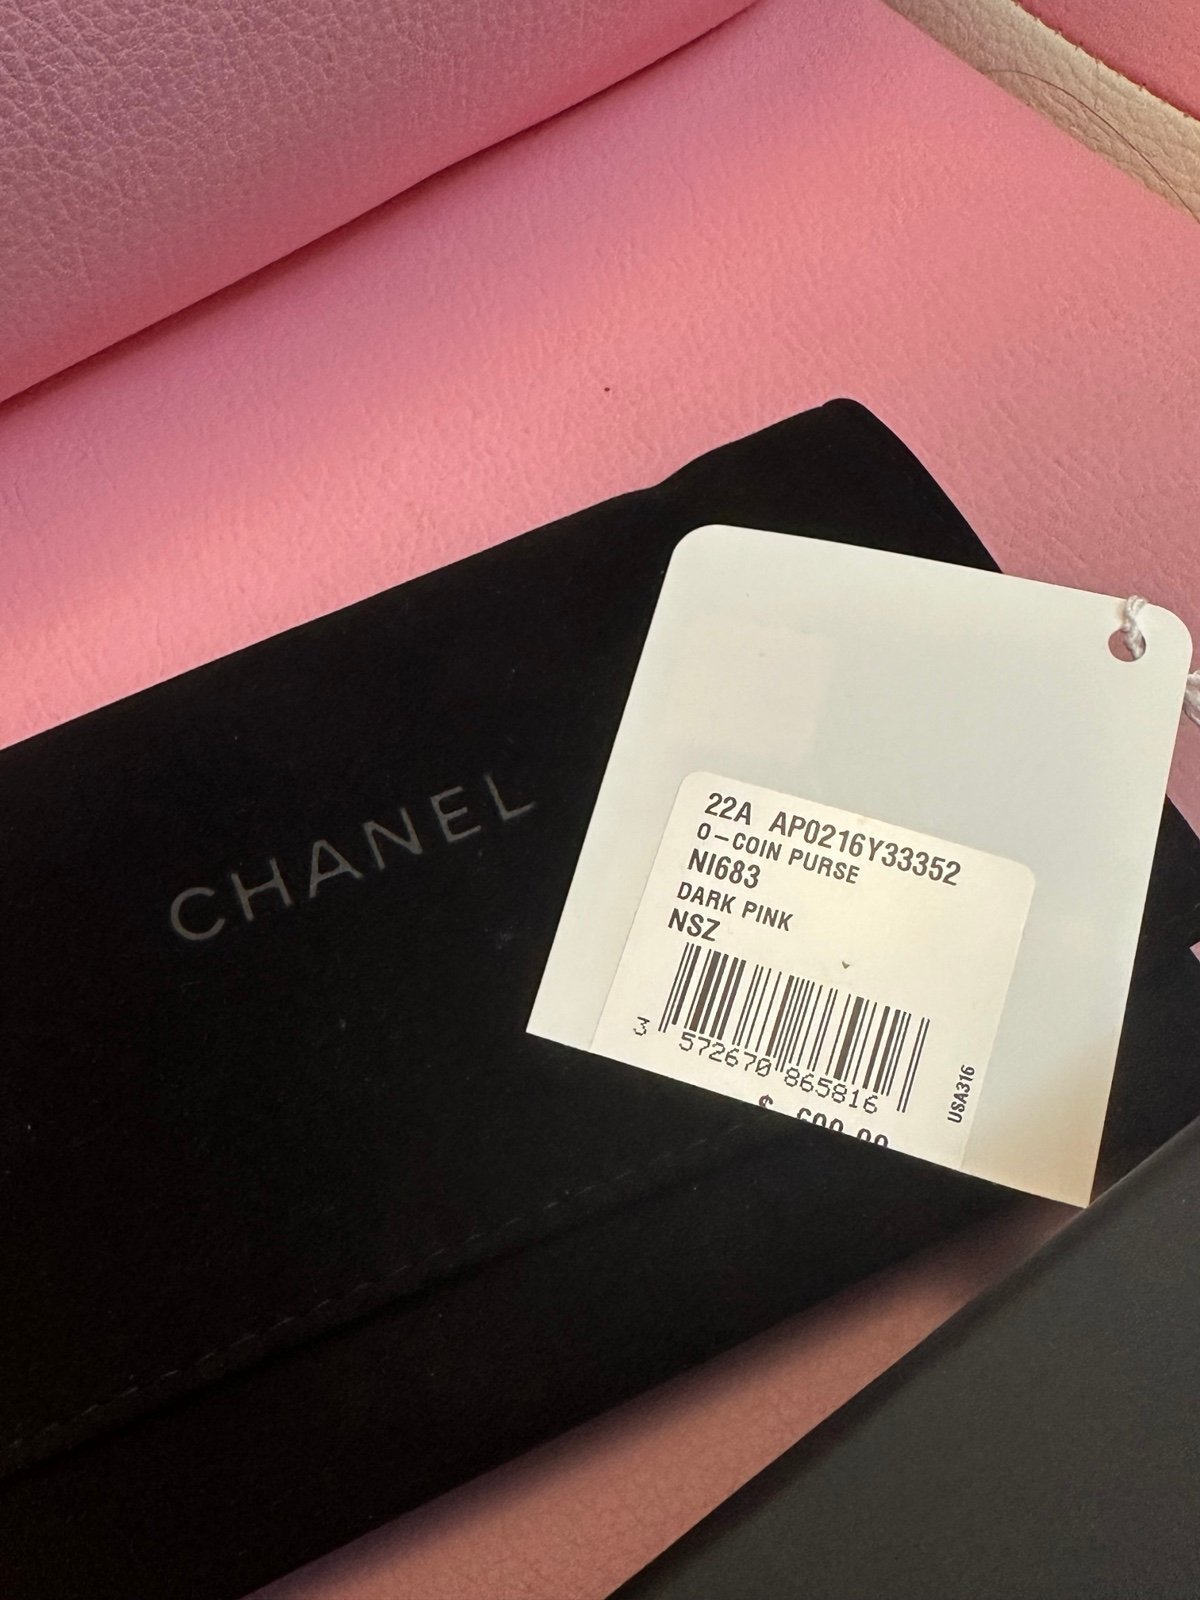 CHANEL
22A AP0216Y33352
O-COIN PURSE
NI683
DARK PINK
NSZ
3 572670 865816
USA316
$